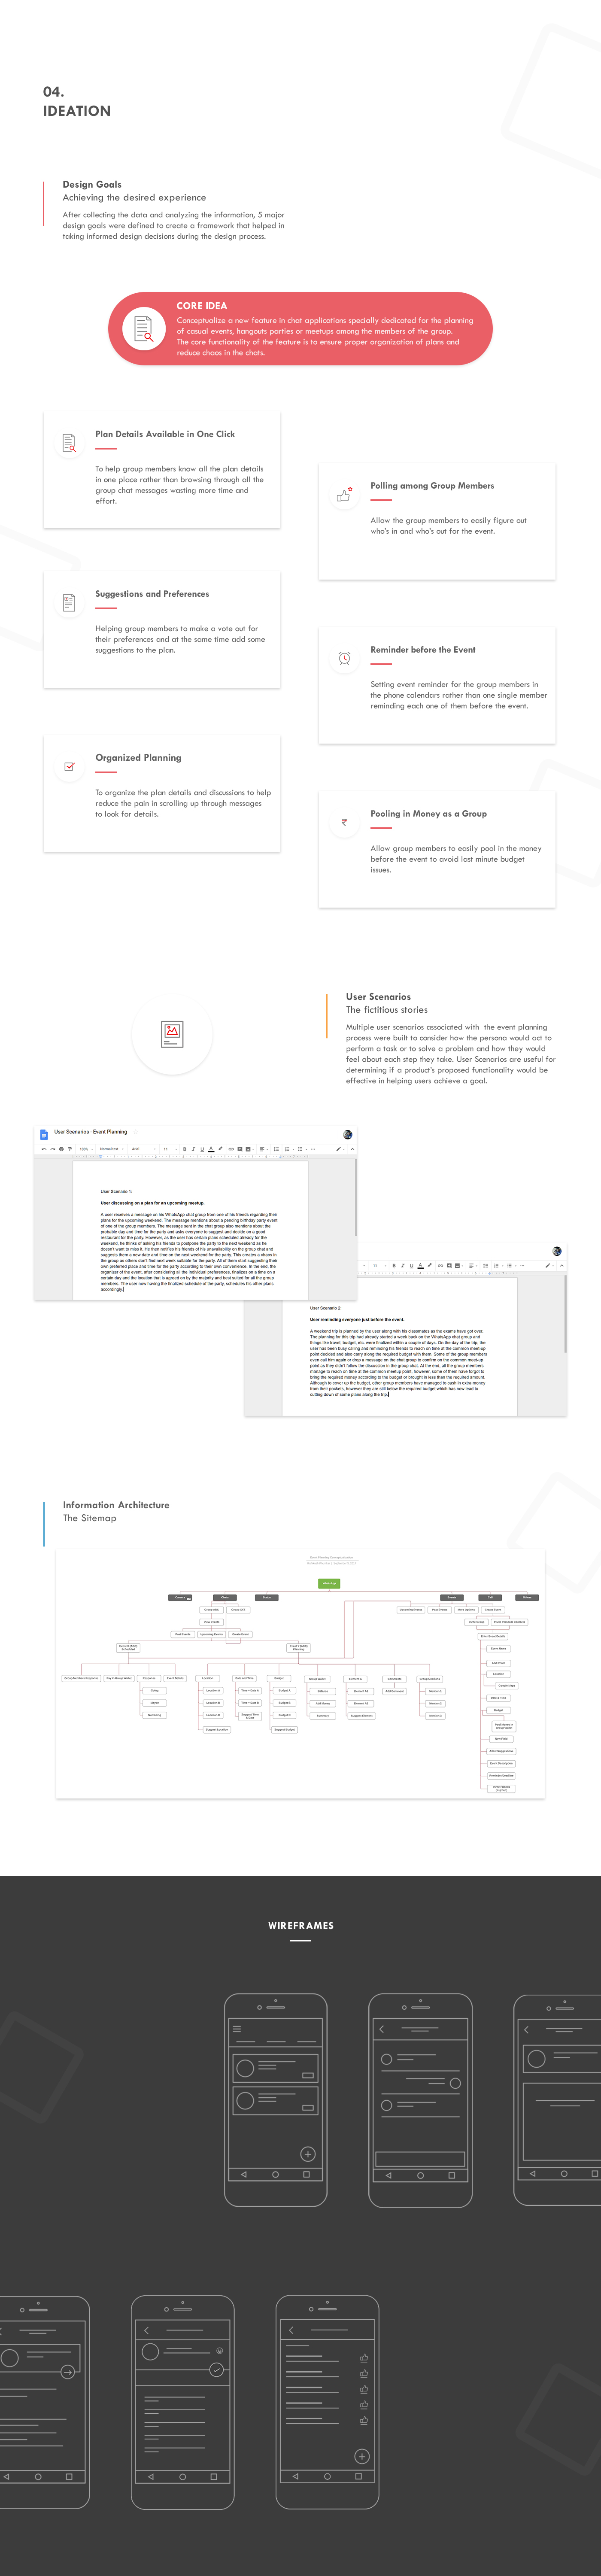 04.
IDEATION
Design Goals
Achieving the desired experience
After collecting the data and analyzing the information, 5 major
design goals were defined to create a framework that helped in
taking informed design decisions during the design process.
CORE IDEA
Conceptualize a new feature in chat applications specially dedicated for the planning
of casual events, hangouts parties or meetups among the members of the group.
The core functionality of the feature is to ensure proper organization of plans and
reduce chaos in the chats.
Plan Details Available in One Click
To help group members know all the plan details
in one place rather than browsing through all the
group chat messages wasting more time and
effort.
Polling among Group Members
Allow the group members to easily figure out
who's in and who's out for the event.
Suggestions and Preferences
Helping group members to make a vote out for
their preferences and at the same time add some
suggestions to the plan.
Reminder before the Event
Setting event reminder for the group members in
the phone calendars rather than one single member
reminding each one of them before the event.
Organized Planning
To organize the plan details and discussions to help
reduce the pain in scrolling up through messages
to look for details.
Pooling in Money as a Group
Allow group members to easily pool in the money
before the event to avoid last minute budget
issues.
User Scenarios
The fictitious stories
Multiple user scenarios associated with the event planning
process were built to consider how the persona would act to
perform a task or to solve a problem and how they would
feel about each step they take. User Scenarios are useful for
determining if a product's proposed functionality would be
effective in helping users achieve a goal.
User Scenarios - Event Planning
100%
Normal text
Arial
11
User Scenario 1:
User discussing on a plan for an upcoming meetup.
A user receives a message on his WhatsApp chat group from one of his friends regarding their
plans for the upcoming weekend. The message mentions about a pending birthday party event
of one of the group members. The message sent in the chat group also mentions about the
probable day and time for the party and asks everyone to suggest and decide on a good
restaurant for the party. However, as the user has certain plans scheduled already for the
weekend, he thinks of asking his friends to postpone the party to the next weekend as he
doesn't want to miss it. He then notifies his friends of his unavailability on the group chat and
suggests them a new date and time on the next weekend for the party. This creates a chaos in
the group as others don't find next week suitable for the party. All of them start suggesting their
own preferred place and time for the party according to their own convenience. In the end, the
organizer of the event, after considering all the individual preferences, finalizes on a time on a
certain day and the location that is agreed on by the majority and best suited for all the group
members. The user now having the finalized schedule of the party, schedules his other plans
accordingly.
11
User Scenario 2:
User reminding everyone just before the event.
A weekend trip is planned by the user along with his classmates as the exams have got over.
The planning for this trip had already started a week back on the WhatsApp chat group and
things like travel, budget, etc. were finalized within a couple of days. On the day of the trip, the
user has been busy calling and reminding his friends to reach on time at the common meet-up
point decided and also carry along the required budget with them. Some of the group members
even call him again or drop a message on the chat group to confirm on the common meet-up
point as they didn't follow the discussion in the group chat. At the end, all the group members
manage to reach on time at the common meetup point, however, some of them have forgot to
bring the required money according to the budget or brought in less than the required amount.
Although to cover up the budget, other group members have managed to cash in extra money
from their pockets, however they are still below the required budget which has now lead to
cutting down of some plans along the trip.
Information Architecture
The Sitemap
WhatsApp
Camera
Chats
Status
Events
Call
Group Members Response
Event Details
Location
Date and Time
Budget
Group Wallet
Comments
Group Members
Suggest Location
Suggest Budget
Add Money
Summary
Google Maps
WIREFRAMES